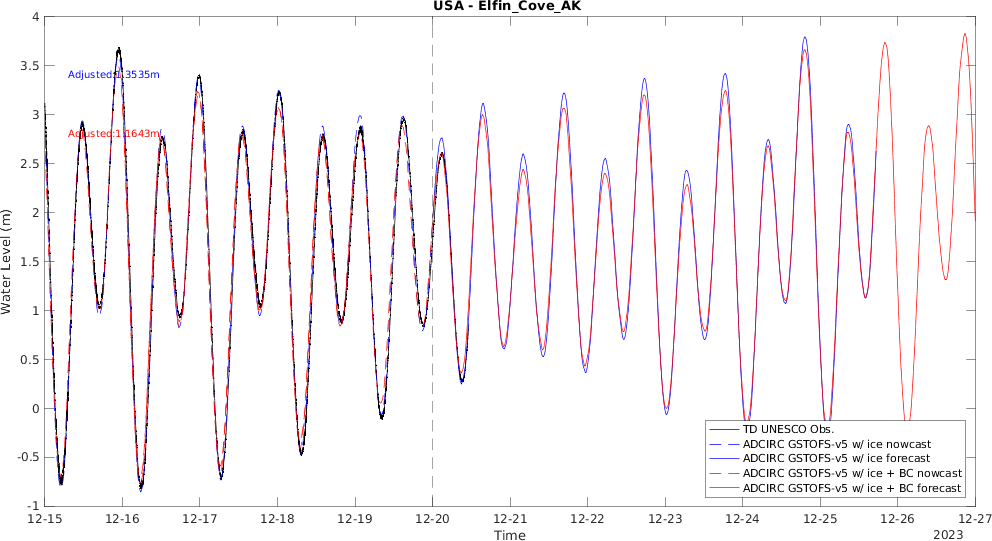 USA - Elfin_Cove_AK
4
3.5
3
2.5
2
1.5
1
0.5
0
-0.5
-1
Water Level (m)
Adjusted:1.3535m
Adjusted:1.1643m
TD UNESCO Obs.
ADCIRC GSTOFS-v5 w/ ice nowcast
ADCIRC GSTOFS-v5 w/ ice forecast
ADCIRC GSTOFS-v5 w/ ice + BC nowcast
ADCIRC GSTOFS-v5 w/ ice + BC forecast
12-15 12-16 12-17 12-18 12-19 12-20 12-21 12-22 12-23 12-24 12-25 12-26 12-27
Time
2023